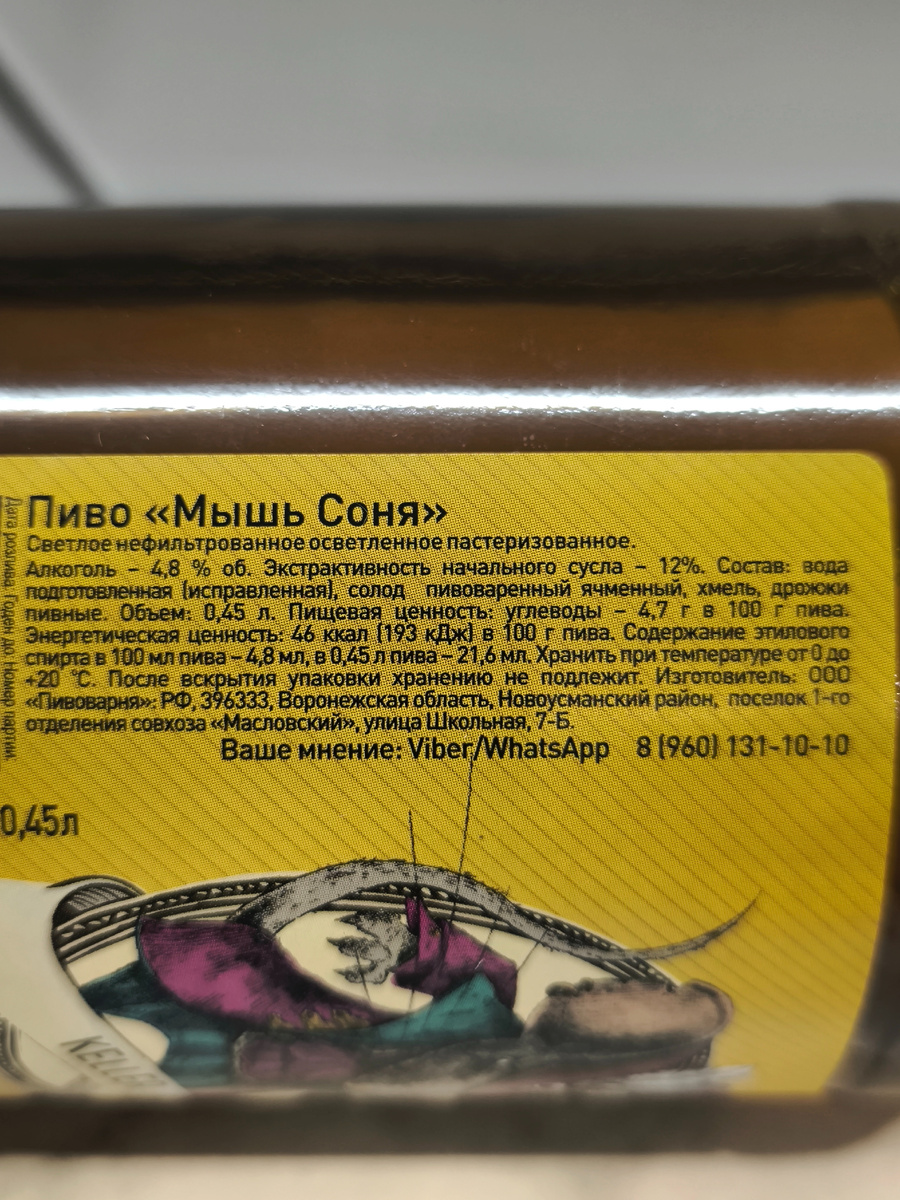 Пиво «Мышь Соня»
Светлое нефильтрованное осветленное пастеризованное.
Алкоголь – 4,8 % об. Экстрактивность начального сусла – 12%. Состав: вода
подготовленная (исправленная), солод пивоваренный ячменный, хмель, дрожжи
пивные. Объем: 0,45 л. Пищевая ценность: углеводы – 4,7 г в 100 г пива.
Энергетическая ценность: 46 ккал (193 кДж) в 100 г пива. Содержание этилового
спирта в 100 мл пива – 4,8 мл, в 0,45 л пива – 21,6 мл. Хранить при температуре от 0 до
+20 °С. После вскрытия упаковки хранению не подлежит. Изготовитель: ООО
«Пивоварня»: РФ, 396333, Воронежская область, Новоусманский район, поселок 1-го
отделения совхоза «Масловский», улица Школьная, 7-Б.
Ваше мнение: Viber/WhatsApp 8 (960) 131-10-10
Дата розлива. Годен до. Номер партии.
0,45л
KELLER